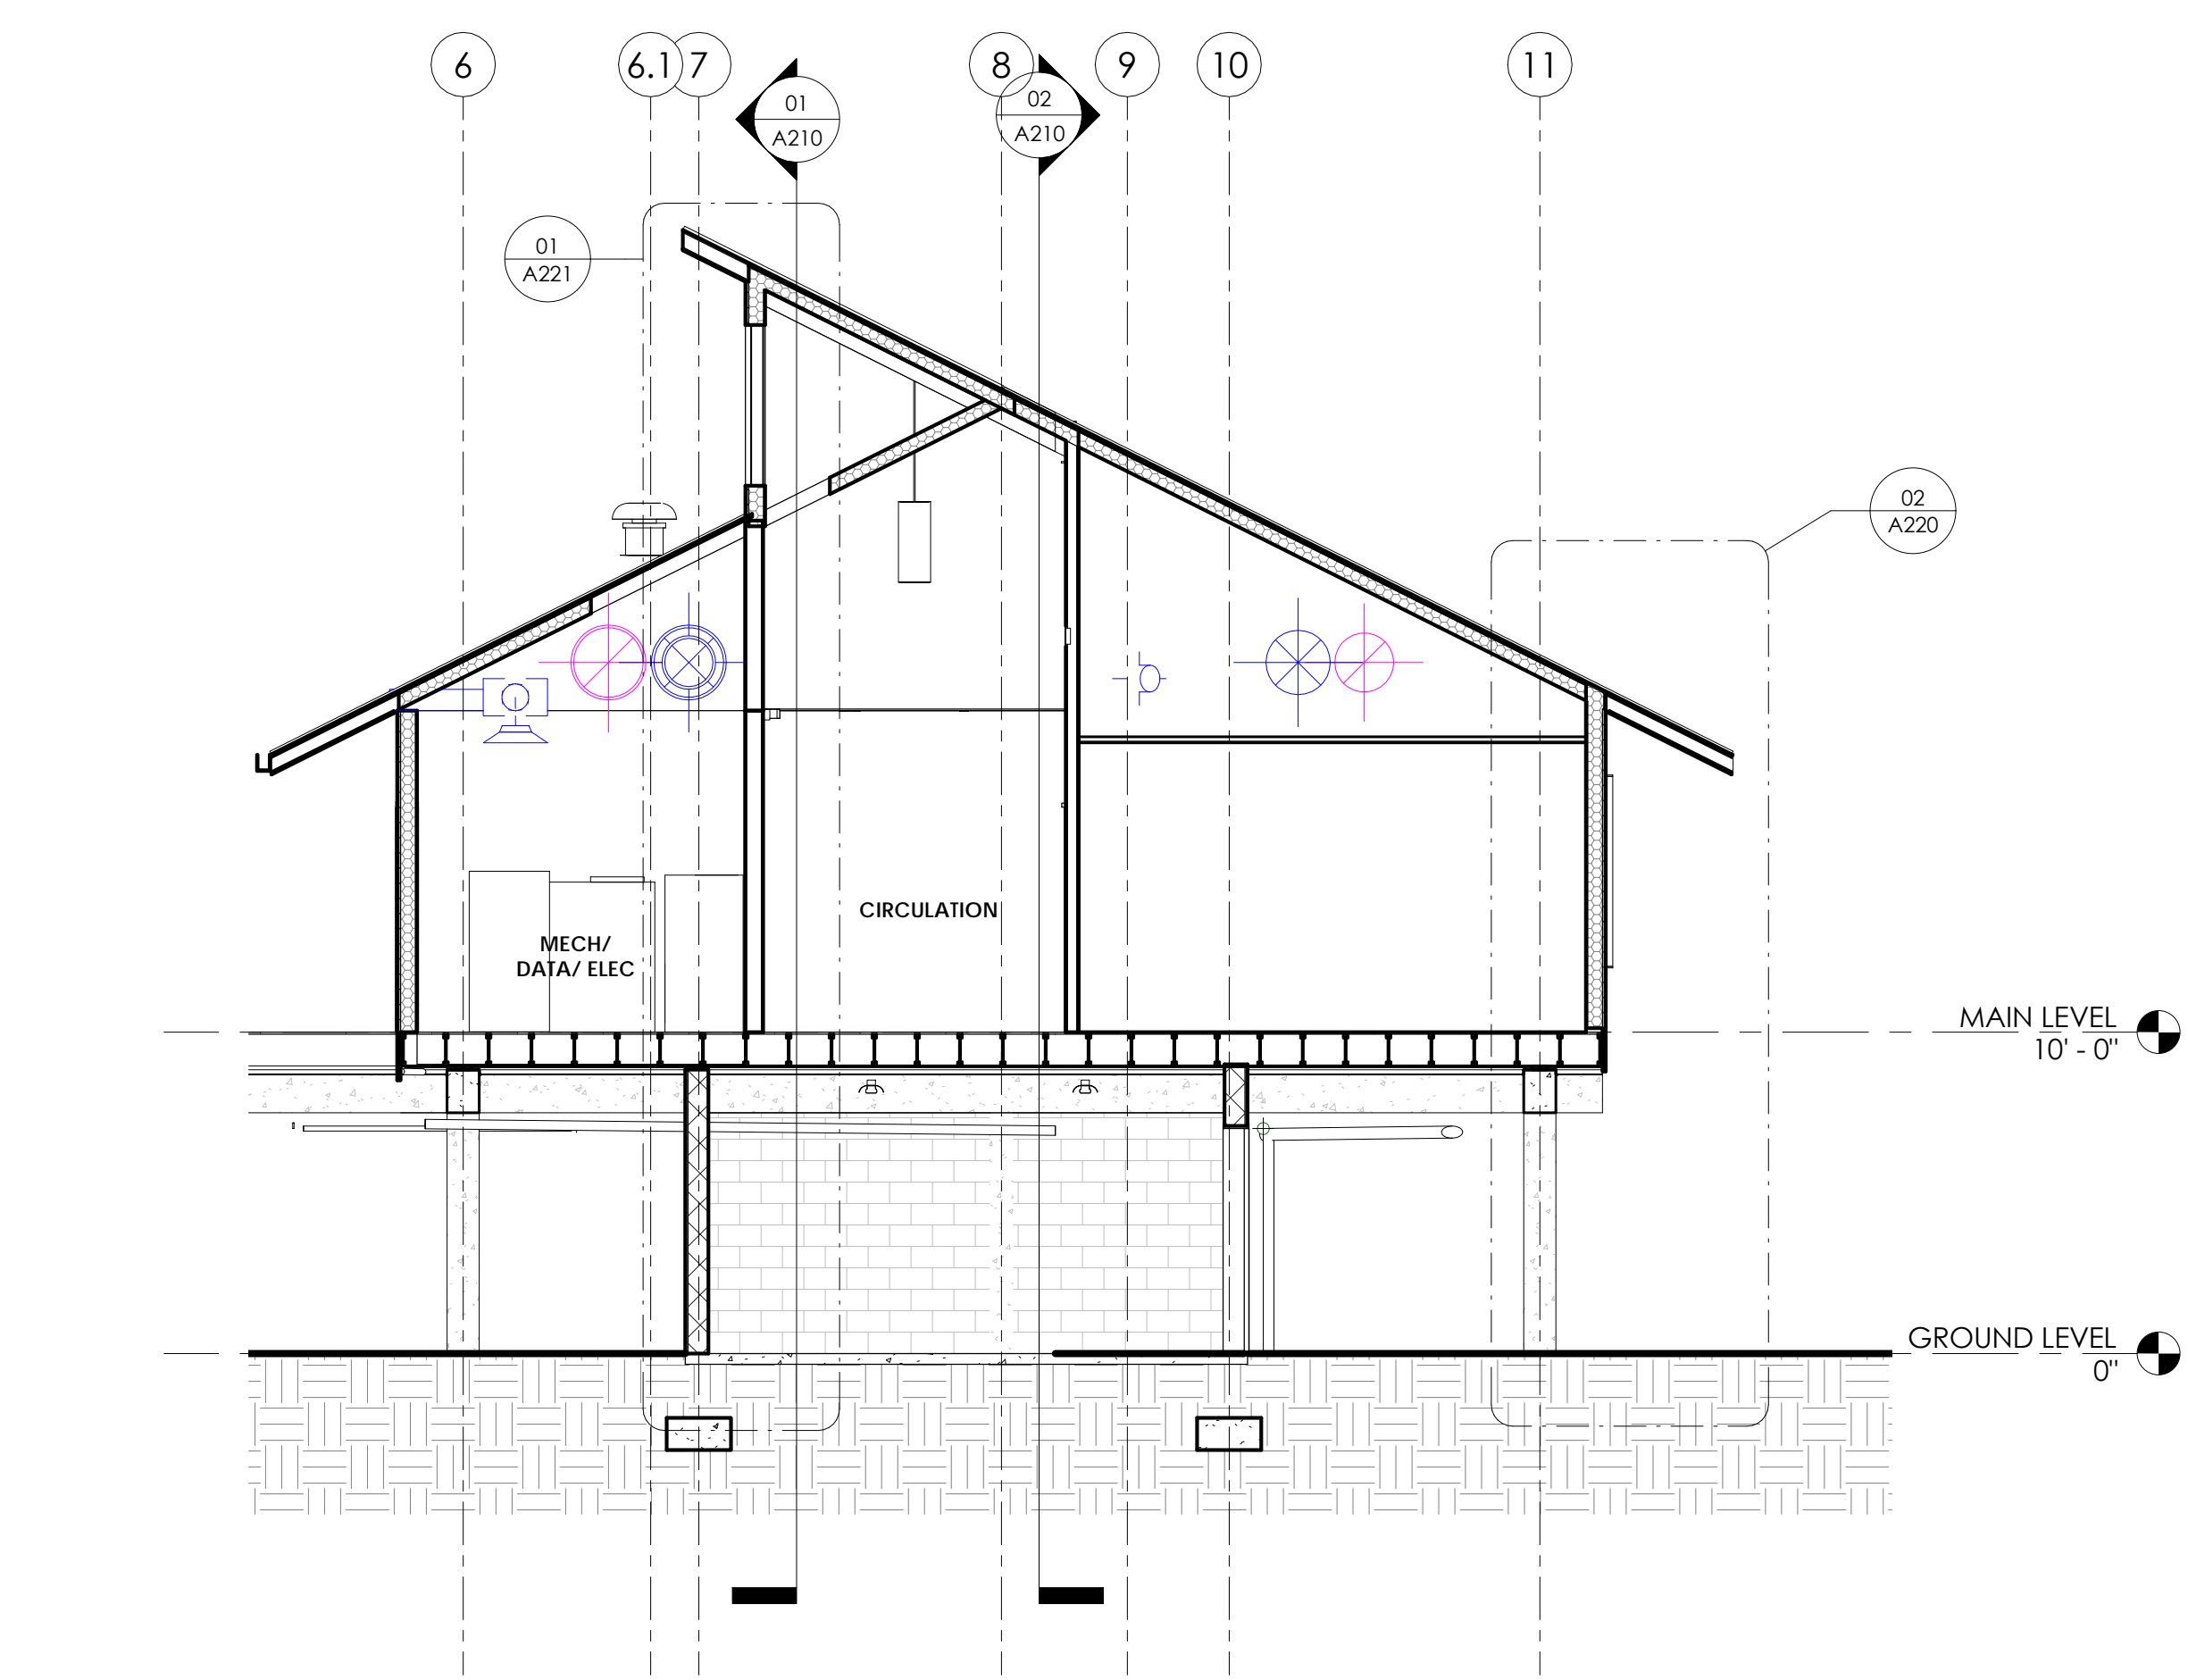 6
6.1
7
8
9
10
11
01
A210
02
A210
01
A221
02
A220
CIRCULATION
MECH/
DATA/ ELEC
MAIN LEVEL
10' - 0"
GROUND LEVEL
0"